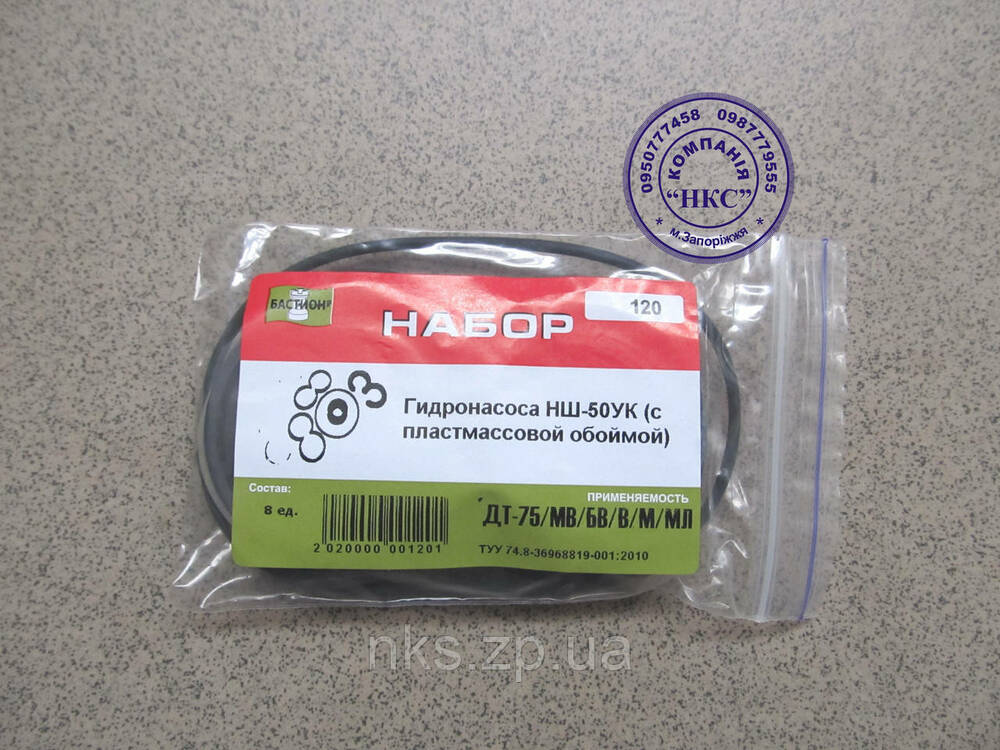 0950777458 0987779555
КОМПАНІЯ
“НКС”
* м.Запоріжжя *
БАСТИОН®
НАБОР
120
Гидронасоса НШ-50УК (с
пластмассовой обоймой)
Состав:
8 ед.
2 020000 001201
ПРИМЕНЯЕМОСТЬ
ДТ-75/МВ/БВ/В/М/МЛ
ТУУ 74.8-36968819-001:2010
nks.zp.ua